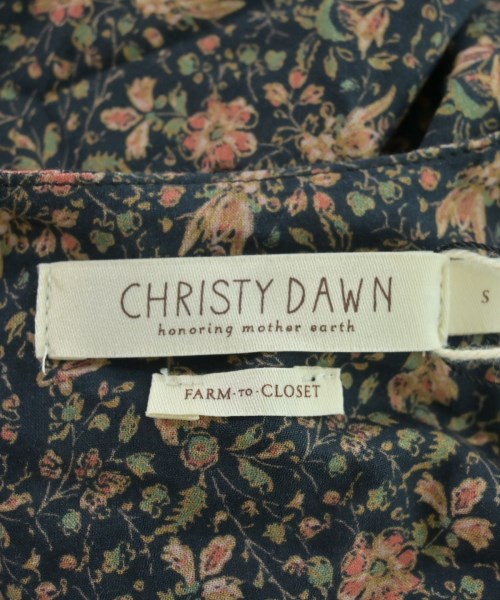 CHRISTY DAWN
honoring mother earth
S
FARM·TO·CLOSET